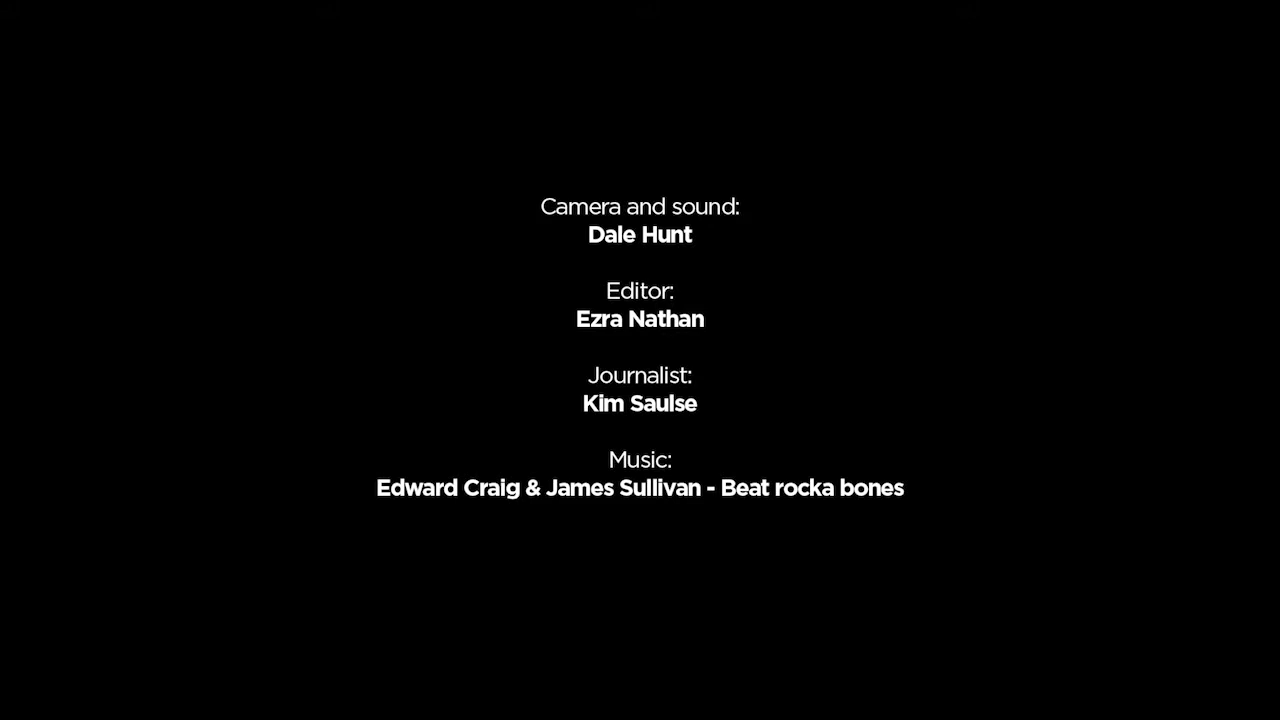 Camera and sound:
Dale Hunt
Editor:
Ezra Nathan
Journalist:
Kim Saulse
Music:
Edward Craig & James Sullivan - Beat rocka bones